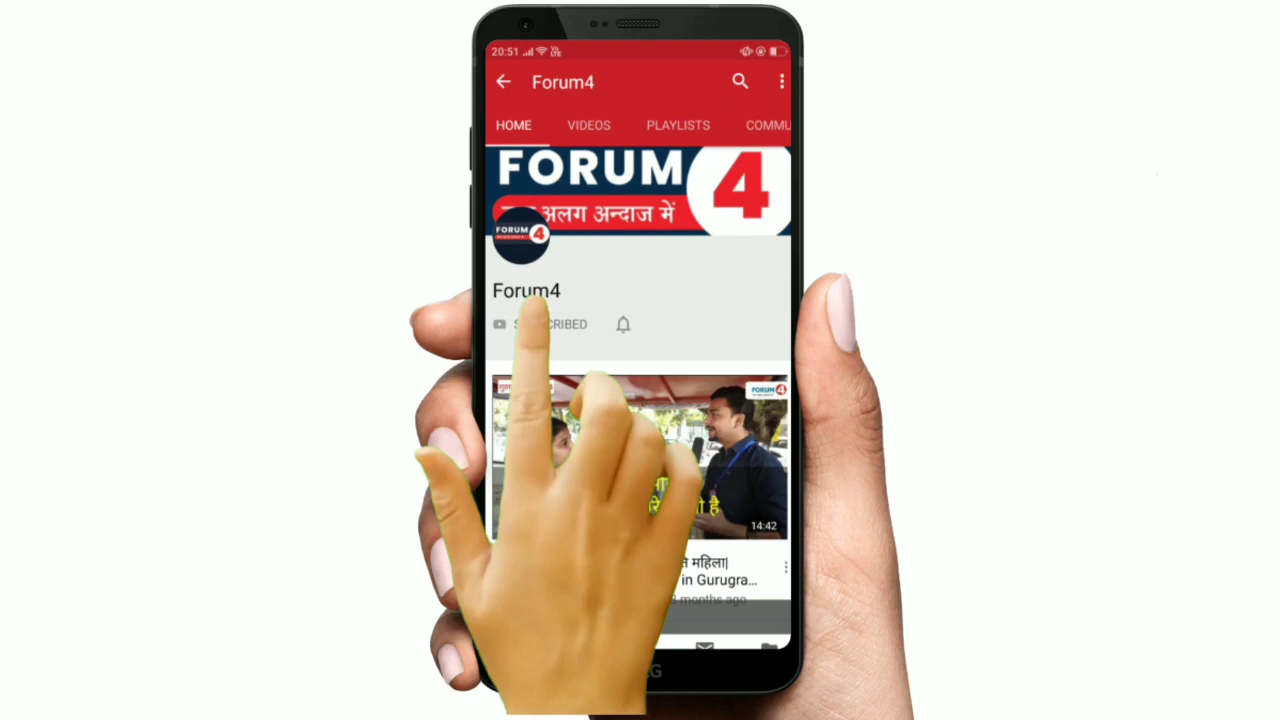 20:51
Forum4
HOME VIDEOS PLAYLISTS COMMU
FORUM 4
अलग अन्दाज में
FORUM 4
Forum4
SUBSCRIBED
FORUM 4
है
14:42
महिला|
in Gurugra...
months ago